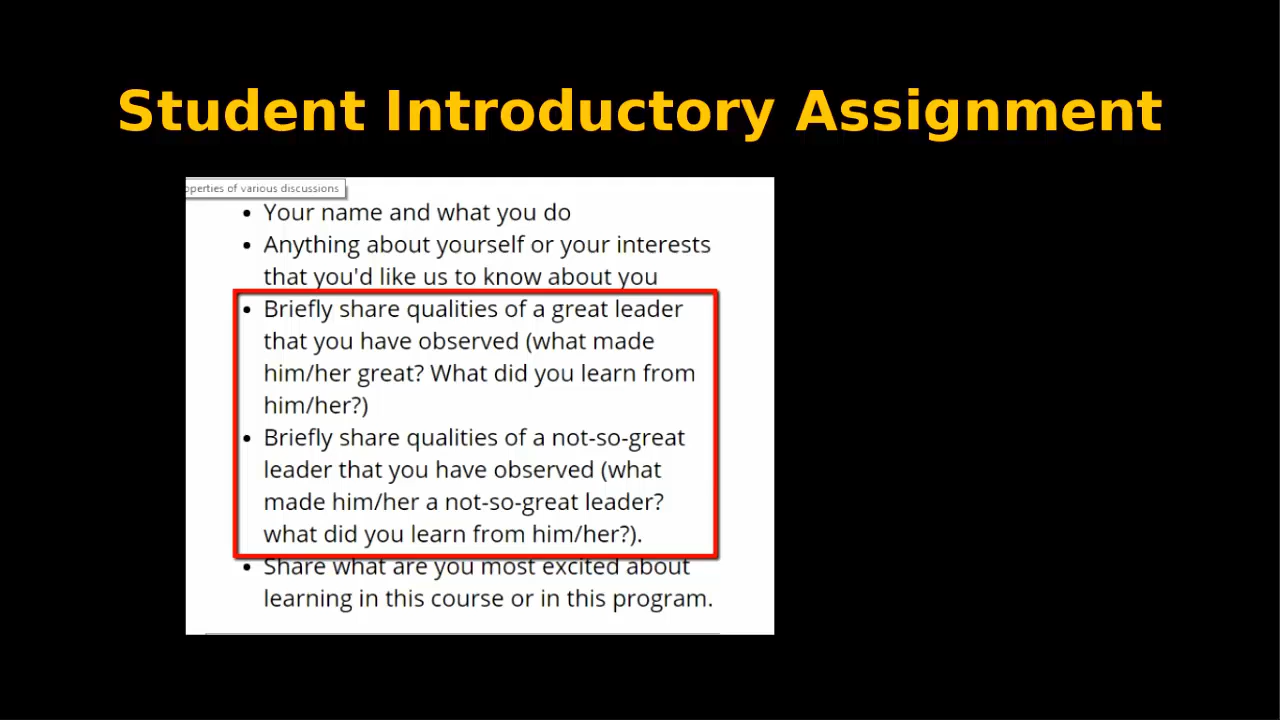 Student Introductory Assignment
operties of various discussions
• Your name and what you do
• Anything about yourself or your interests
that you'd like us to know about you
• Briefly share qualities of a great leader
that you have observed (what made
him/her great? What did you learn from
him/her?)
• Briefly share qualities of a not-so-great
leader that you have observed (what
made him/her a not-so-great leader?
what did you learn from him/her?).
• Share what are you most excited about
learning in this course or in this program.